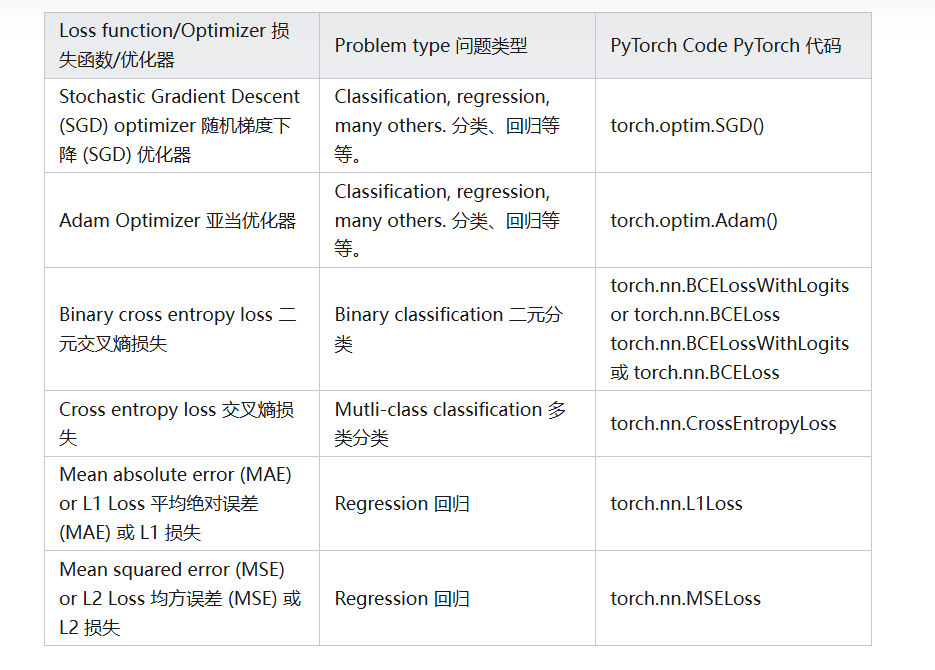 Loss function/Optimizer 损
失函数/优化器
Problem type 问题类型
PyTorch Code PyTorch 代码
Stochastic Gradient Descent
(SGD) optimizer 随机梯度下
降 (SGD) 优化器
Classification, regression,
many others. 分类、回归等
等。
torch.optim.SGD()
Adam Optimizer 亚当优化器
Classification, regression,
many others. 分类、回归等
等。
torch.optim.Adam()
Binary cross entropy loss 二
元交叉熵损失
Binary classification 二元分
类
torch.nn.BCELossWithLogits
or torch.nn.BCELoss
torch.nn.BCELossWithLogits
或 torch.nn.BCELoss
Cross entropy loss 交叉熵损
失
Mutli-class classification 多
类分类
torch.nn.CrossEntropyLoss
Mean absolute error (MAE)
or L1 Loss 平均绝对误差
(MAE) 或 L1 损失
Regression 回归
torch.nn.L1Loss
Mean squared error (MSE)
or L2 Loss 均方误差 (MSE) 或
L2 损失
Regression 回归
torch.nn.MSELoss